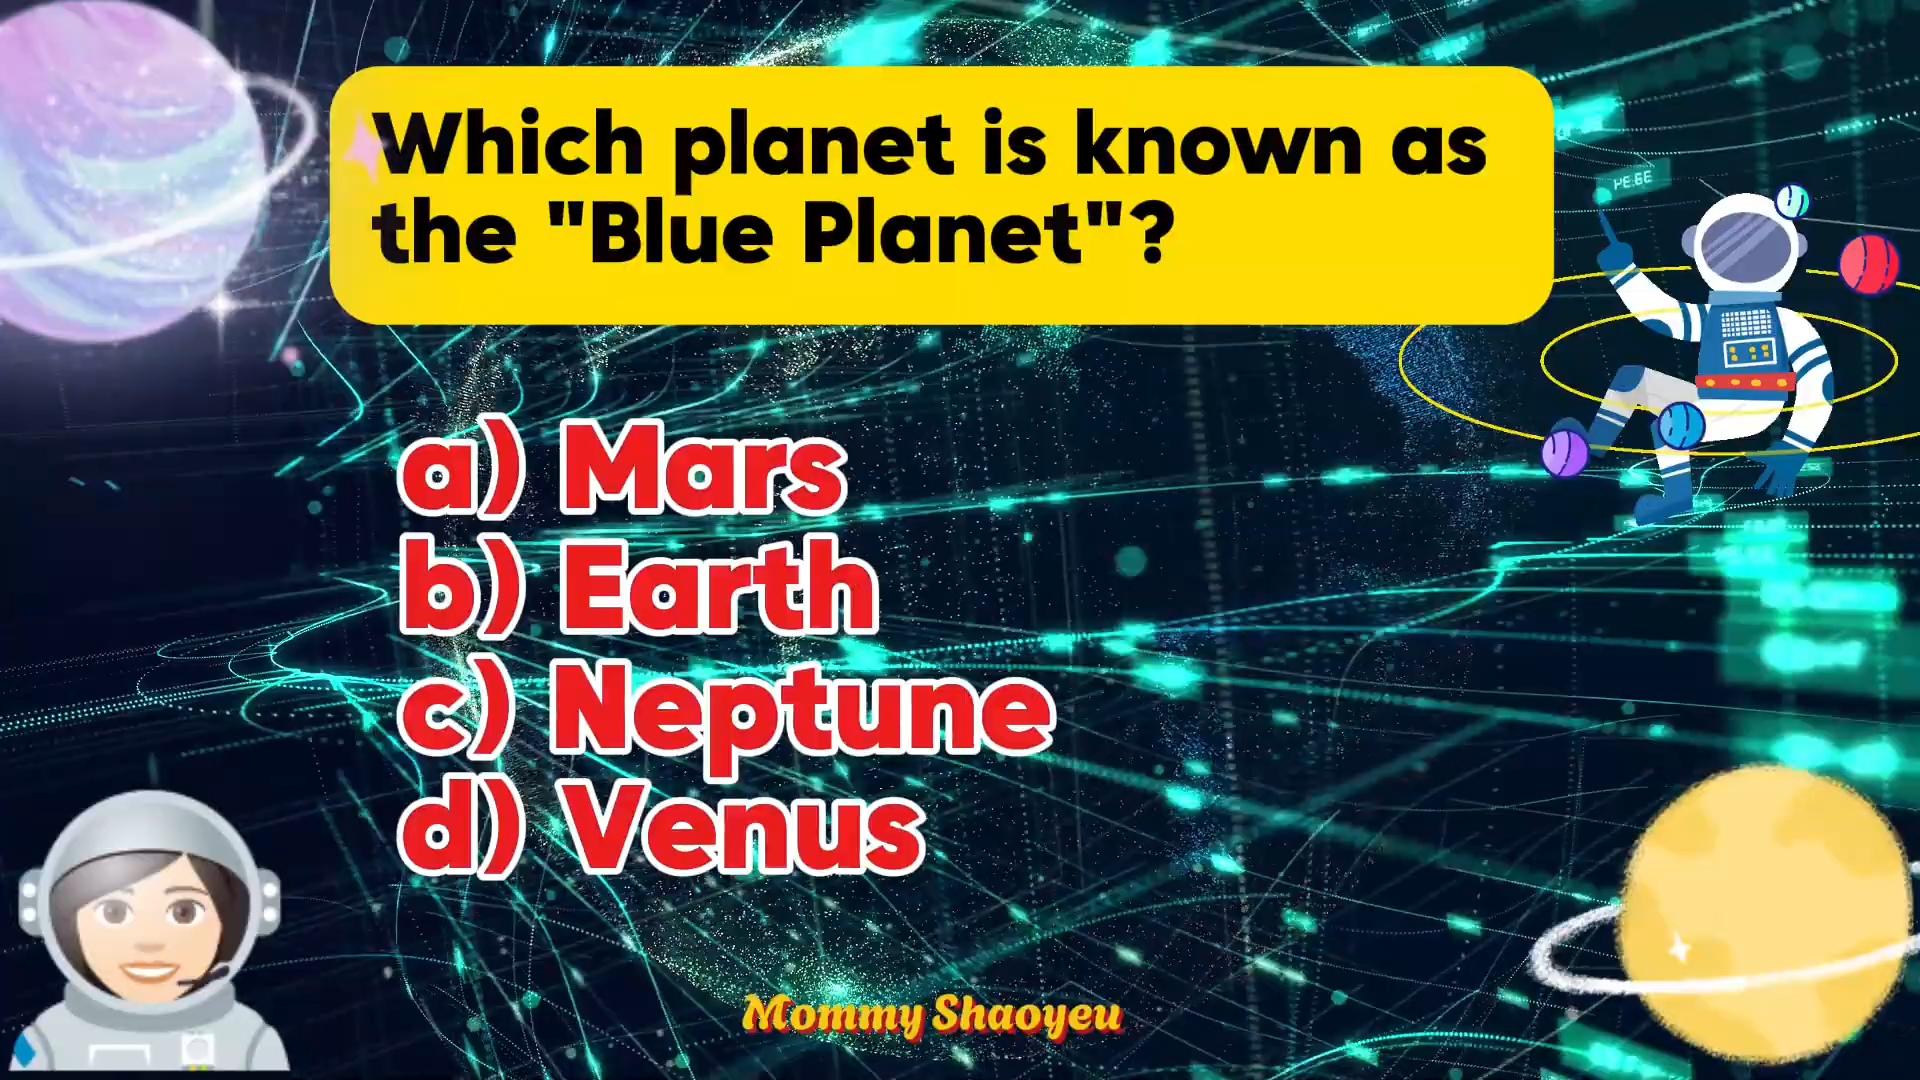 Which planet is known as
the "Blue Planet"?
a) Mars
b) Earth
c) Neptune
d) Venus
Mommy Shaoyeu